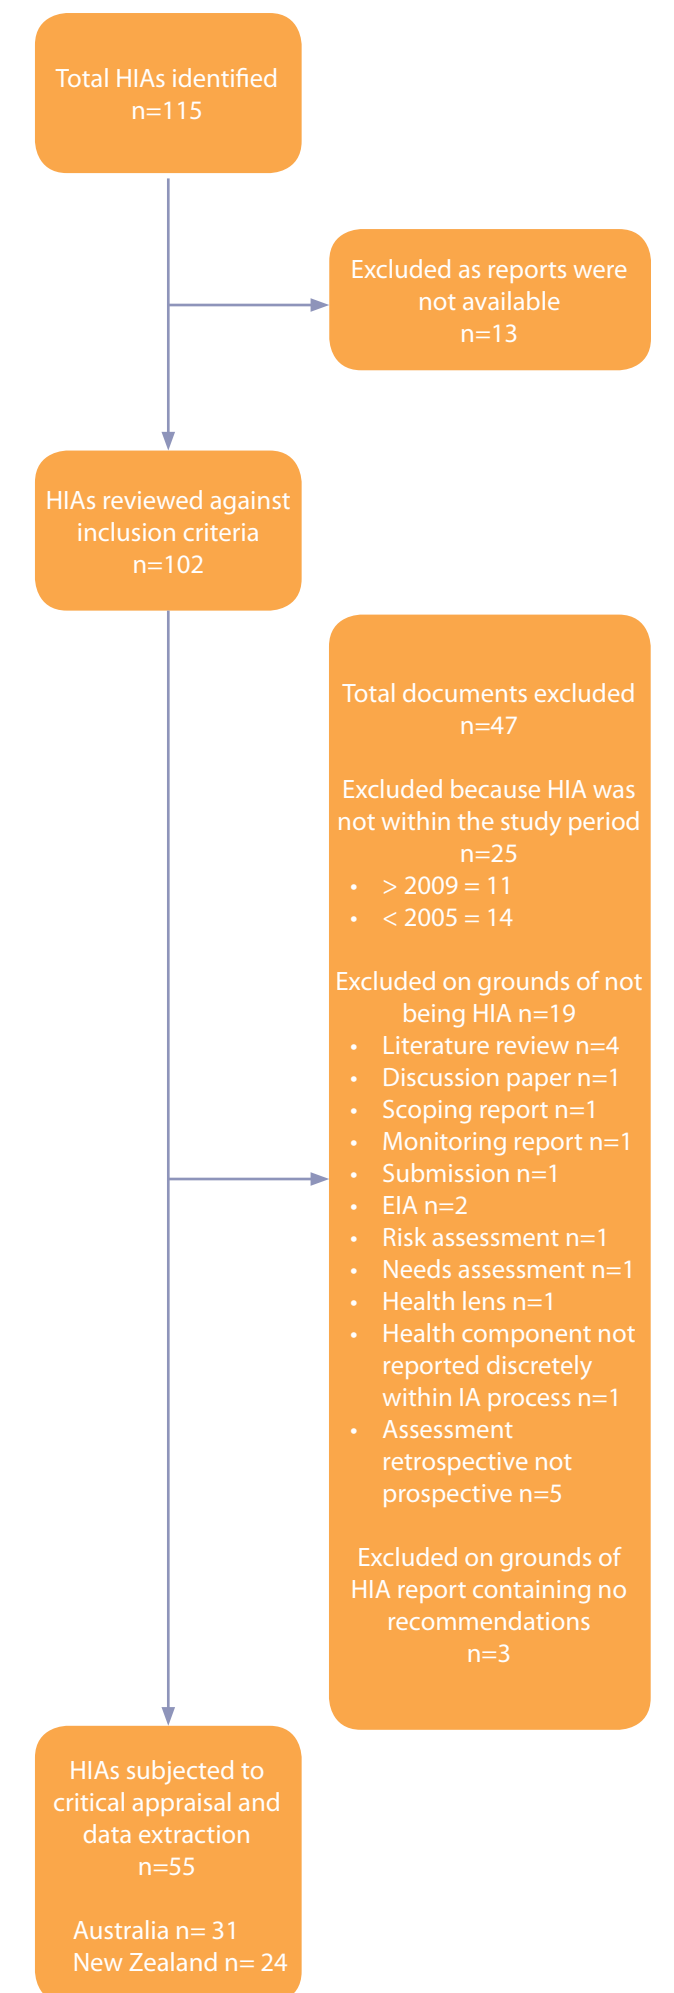 Total HIAs identified
n=115
Excluded as reports were
not available
n=13
HIAs reviewed against
inclusion criteria
n=102
Total documents excluded
n=47
Excluded because HIA was
not within the study period
n=25
• > 2009 = 11
• < 2005 = 14
Excluded on grounds of not
being HIA n=19
• Literature review n=4
• Discussion paper n=1
• Scoping report n=1
• Monitoring report n=1
• Submission n=1
• EIA n=2
• Risk assessment n=1
• Needs assessment n=1
• Health lens n=1
• Health component not
reported discretely
within IA process n=1
• Assessment
retrospective not
prospective n=5
Excluded on grounds of
HIA report containing no
recommendations
n=3
HIAs subjected to
critical appraisal and
data extraction
n=55
Australia n= 31
New Zealand n= 24